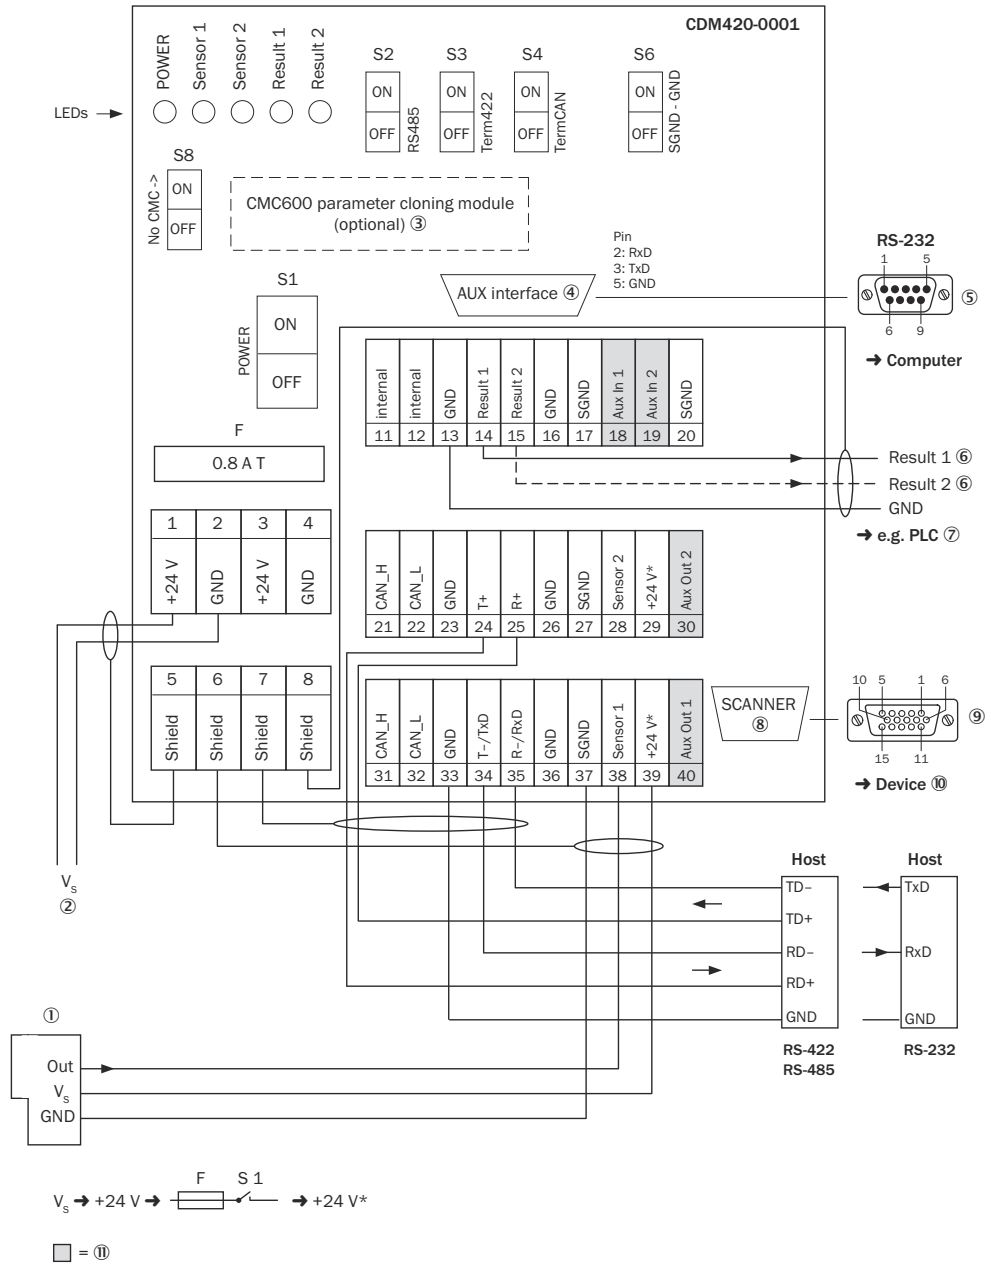 CDM420-0001
POWER
Sensor 1
Sensor 2
Result 1
Result 2
LEDs
S2
ON
OFF
RS485
S3
ON
OFF
Term422
S4
ON
OFF
TermCAN
S6
ON
OFF
SGND - GND
S8
No CMC ->
ON
OFF
CMC600 parameter cloning module
(optional) ③
Pin
2: RxD
3: TxD
5: GND
AUX interface ④
RS-232
1 5
6 9
⑤
➔ Computer
S1
POWER
ON
OFF
F
0.8 A T
internal
internal
GND
Result 1
Result 2
GND
SGND
Aux In 1
Aux In 2
SGND
11 12 13 14 15 16 17 18 19 20
Result 1 ⑥
Result 2 ⑥
GND
➔ e.g. PLC ⑦
1 2 3 4
+24 V
GND
+24 V
GND
CAN_H
CAN_L
GND
T+
R+
GND
SGND
Sensor 2
+24 V*
Aux Out 2
21 22 23 24 25 26 27 28 29 30
5 6 7 8
Shield
Shield
Shield
Shield
CAN_H
CAN_L
GND
T–/TxD
R–/RxD
GND
SGND
Sensor 1
+24 V*
Aux Out 1
31 32 33 34 35 36 37 38 39 40
SCANNER
⑧
10 5 1 6
15 11
⑨
➔ Device ⑩
Vs
②
Host
TD–
TD+
RD–
RD+
GND
RS-422
RS-485
Host
TxD
RxD
GND
RS-232
①
Out
Vs
GND
F S 1
Vs ➔ +24 V ➔ ➔ +24 V*
= ⑪